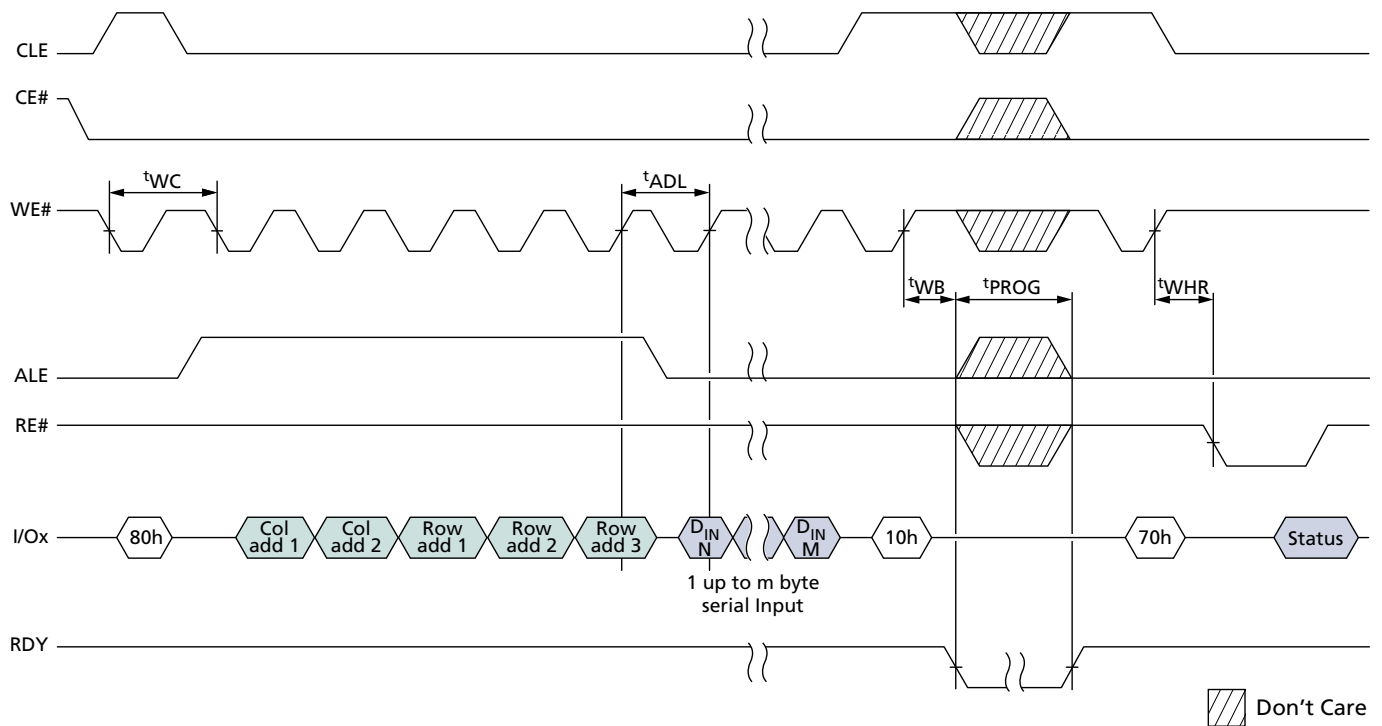 CLE
CE#
tWC
tADL
WE#
tWB
tPROG
tWHR
ALE
RE#
I/Ox
80h
Col
add 1
Col
add 2
Row
add 1
Row
add 2
Row
add 3
DIN
N
DIN
M
10h
70h
Status
1 up to m byte
serial Input
RDY
Don't Care